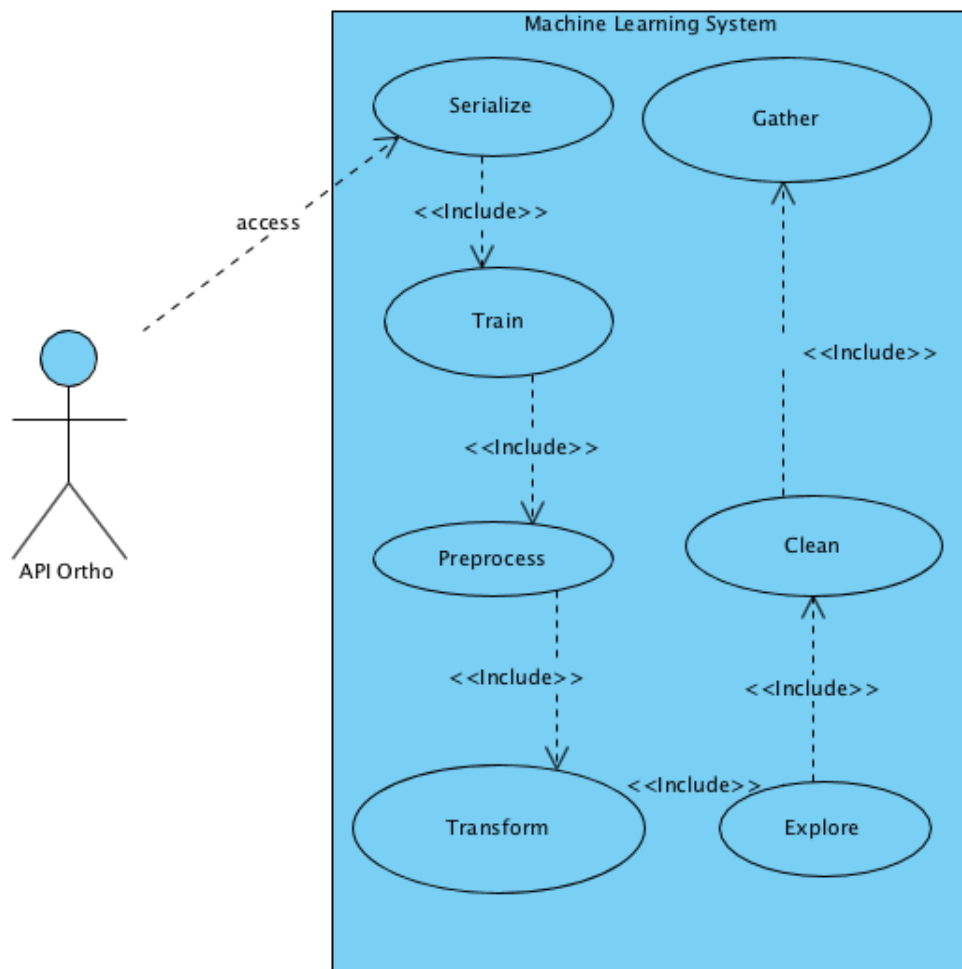 Machine Learning System
Serialize
Gather
access
<<Include>>
Train
<<Include>>
<<Include>>
Preprocess
Clean
API Ortho
<<Include>>
<<Include>>
<<Include>>
Transform
Explore